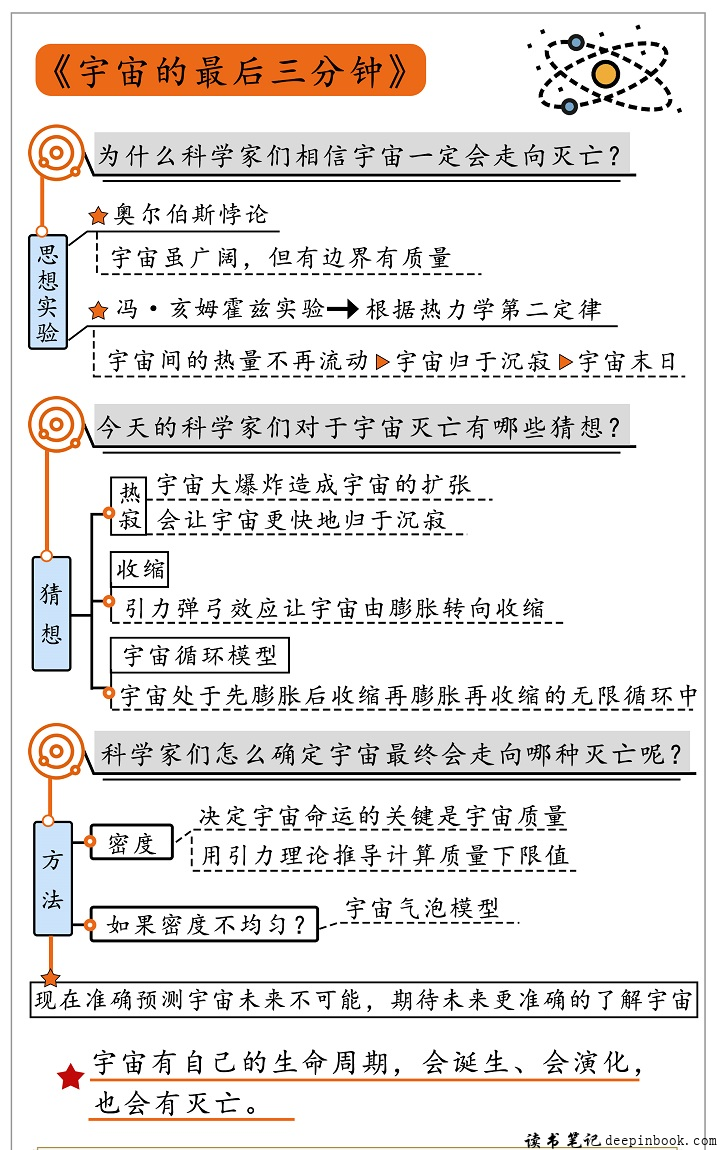 《宇宙的最后三分钟》
为什么科学家们相信宇宙一定会走向灭亡？
思想实验
奥尔伯斯悖论
宇宙虽广阔，但有边界有质量
冯·亥姆霍兹实验→根据热力学第二定律
宇宙间的热量不再流动▶宇宙归于沉寂▶宇宙末日
今天的科学家们对于宇宙灭亡有哪些猜想？
猜想
热寂
宇宙大爆炸造成宇宙的扩张
会让宇宙更快地归于沉寂
收缩
引力弹弓效应让宇宙由膨胀转向收缩
宇宙循环模型
宇宙处于先膨胀后收缩再膨胀再收缩的无限循环中
科学家们怎么确定宇宙最终会走向哪种灭亡呢？
方法
密度
决定宇宙命运的关键是宇宙质量
用引力理论推导计算质量下限值
如果密度不均匀？
宇宙气泡模型
现在准确预测宇宙未来不可能，期待未来更准确的了解宇宙
宇宙有自己的生命周期，会诞生、会演化，
也会有灭亡。
读书笔记deepinbook.com